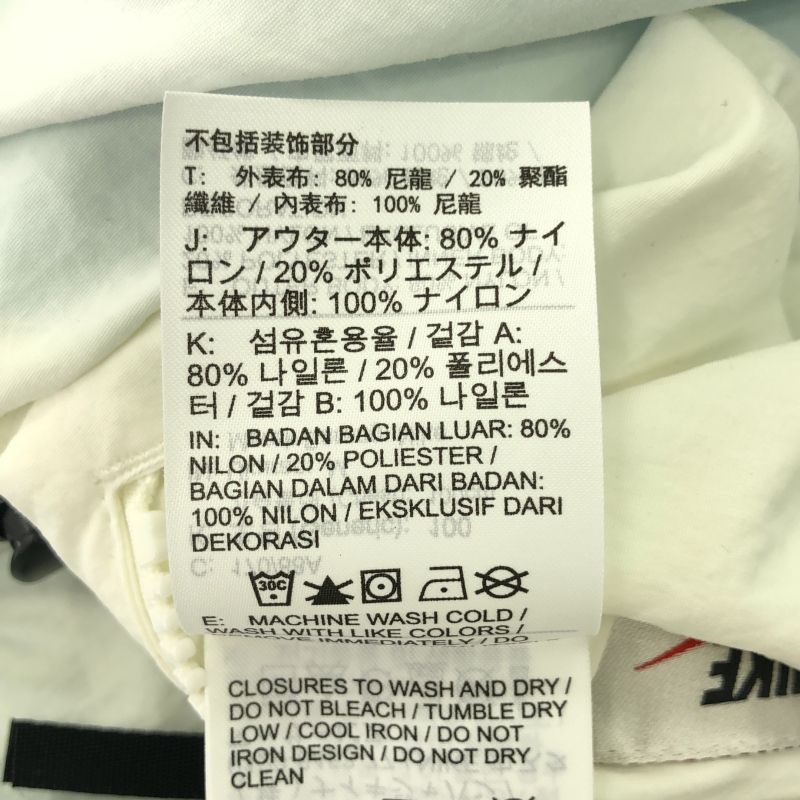 不包括装饰部分
T: 外表布: 80% 尼龍 / 20% 聚酯
纖維 / 內表布: 100% 尼龍
J: アウター本体: 80% ナイ
ロン / 20% ポリエステル /
本体内側: 100% ナイロン
K: 섬유혼용율 / 겉감 A:
80% 나일론 / 20% 폴리에스
터 / 겉감 B: 100% 나일론
IN: BADAN BAGIAN LUAR: 80%
NILON / 20% POLIESTER /
BAGIAN DALAM DARI BADAN:
100% NILON / EKSKLUSIF DARI
DEKORASI
30C
E: MACHINE WASH COLD /
WASH WITH LIKE COLORS /
REMOVE IMMEDIATELY / DO
CLOSURES TO WASH AND DRY /
DO NOT BLEACH / TUMBLE DRY
LOW / COOL IRON / DO NOT
IRON DESIGN / DO NOT DRY
CLEAN
NIKE